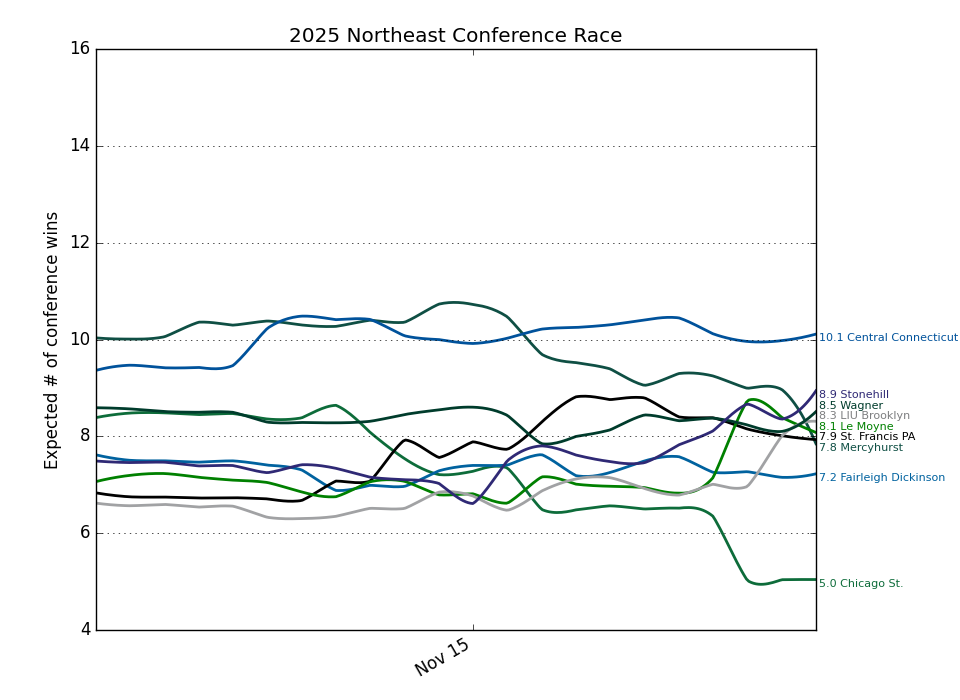 2025 Northeast Conference Race
Expected # of conference wins
16
14
12
10
8
6
4
Nov 15
10.1 Central Connecticut
8.9 Stonehill
8.5 Wagner
8.3 LIU Brooklyn
8.1 Le Moyne
7.9 St. Francis PA
7.8 Mercyhurst
7.2 Fairleigh Dickinson
5.0 Chicago St.